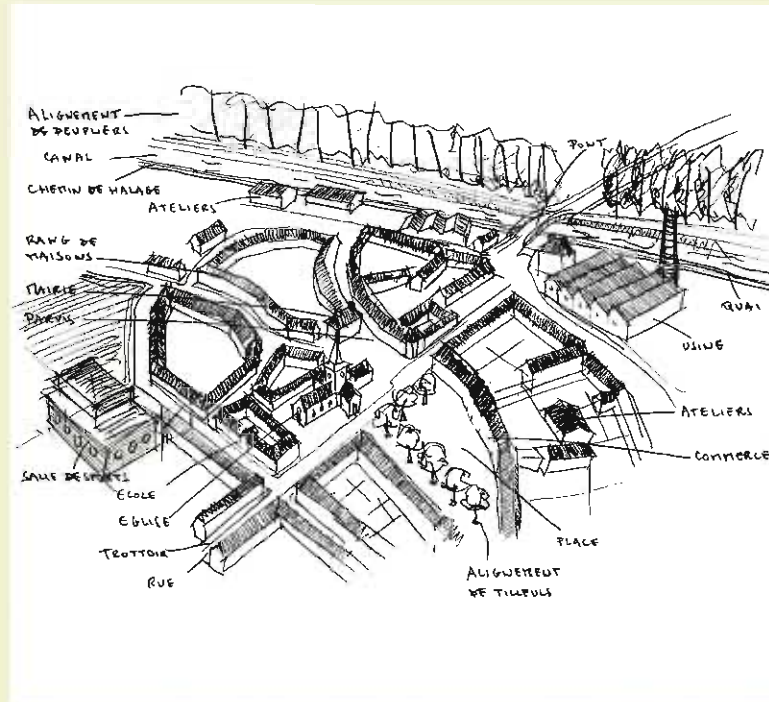 ALIGNEMENT
DE PEUPLIERS
CANAL
CHEMIN DE HALAGE
ATELIERS
RANG DE
MAISONS
MAIRIE
PARVIS
SALLE DE SPORTS
ECOLE
EGLISE
TROTTOIR
RUE
PONT
QUAI
USINE
ATELIERS
COMMERCE
PLACE
ALIGNEMENT
DE TILLEULS